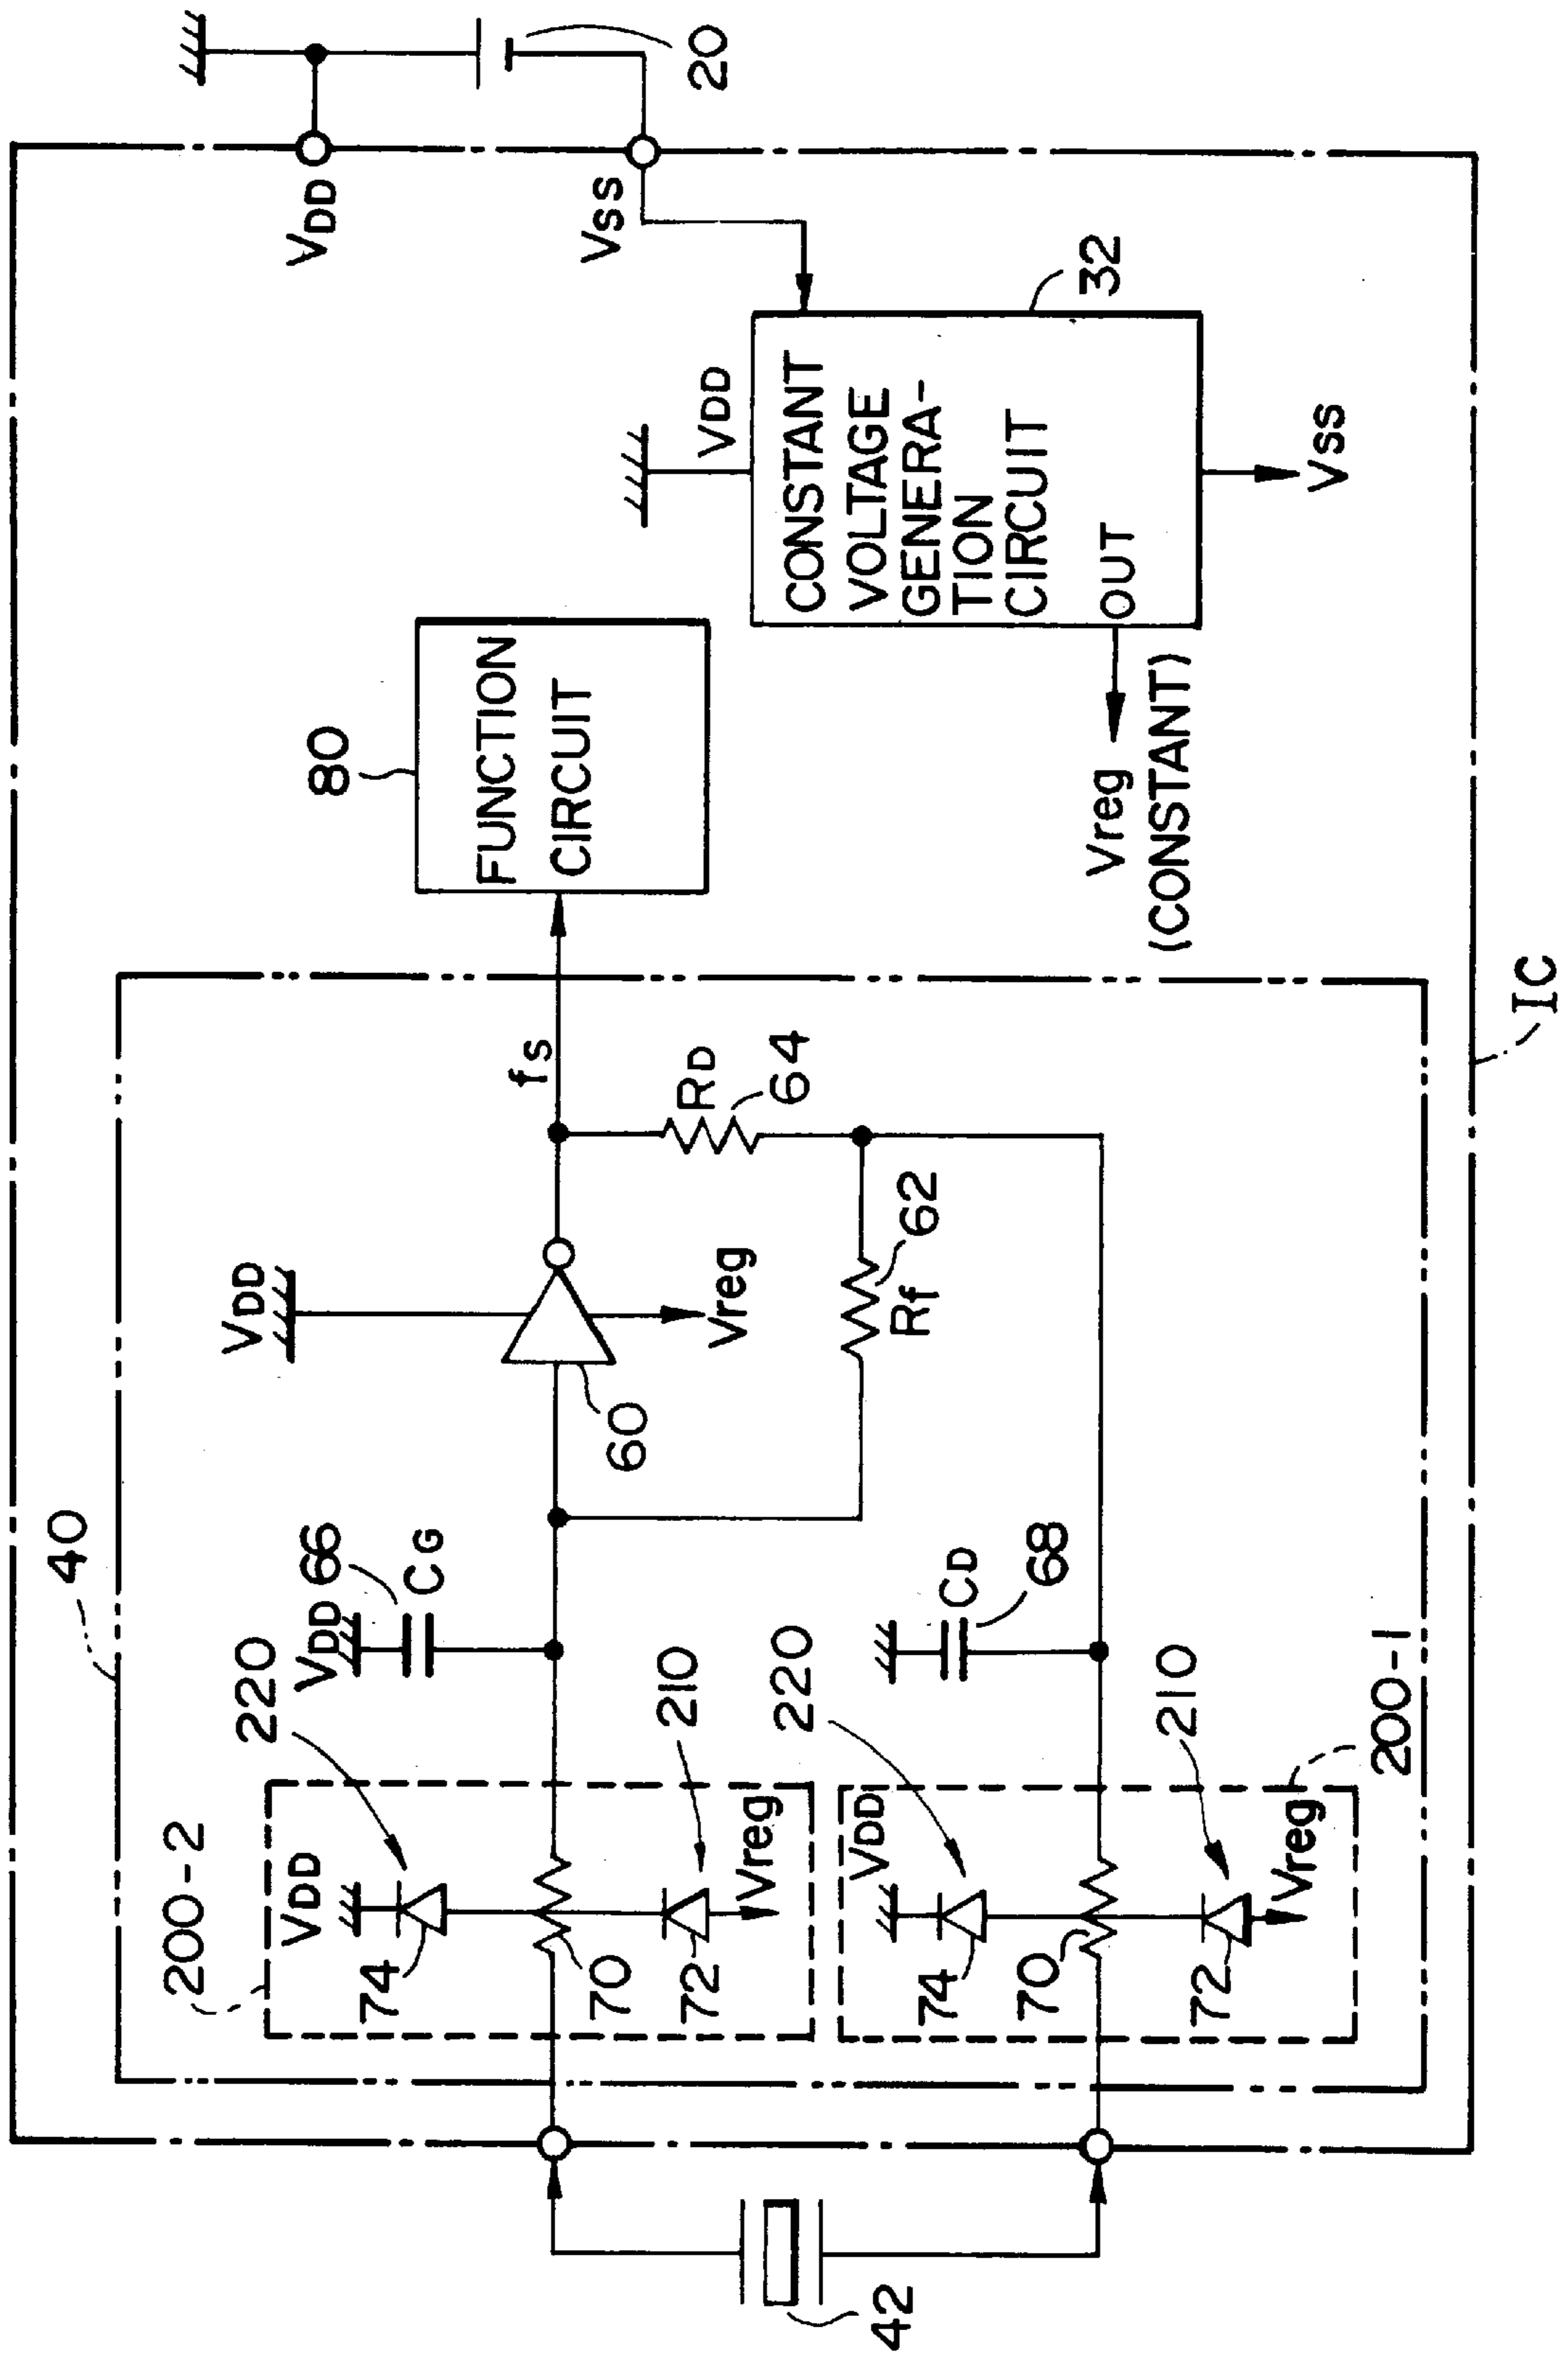 40
200-2
VDD
220
74
70
72
210
Vreg
VDD
66
CG
VDD
60
Vreg
Rf
62
RD
64
fs
80
FUNCTION
CIRCUIT
VDD
VSS
20
42
VDD
220
74
70
72
210
Vreg
200-1
CD
68
VDD
CONSTANT
VOLTAGE
GENERA-
TION
CIRCUIT
OUT
32
Vreg
(CONSTANT)
VSS
IC